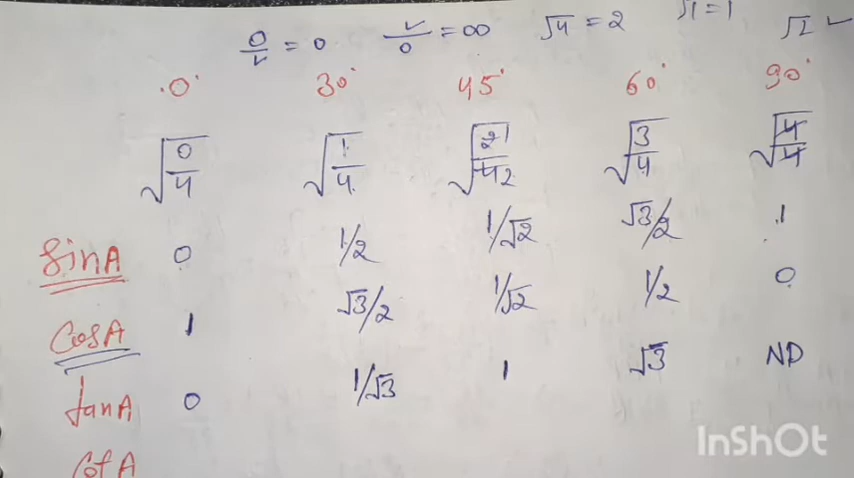 0/✓ = 0 ✓/0 = ∞ √4 = 2 √1 = 1 √2 ✓
0° 30° 45° 60° 90°
√0/4 √1/4 √2 1/4 2 √3/4 √4/4
SinA 0 1/2 1/√2 √3/2 1
CosA 1 √3/2 1/√2 1/2 0
tanA 0 1/√3 1 √3 ND
Cot A
InShOt